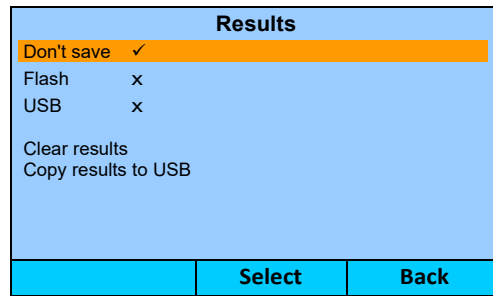 Results
Don't save ✓
Flash x
USB x
Clear results
Copy results to USB
Select Back